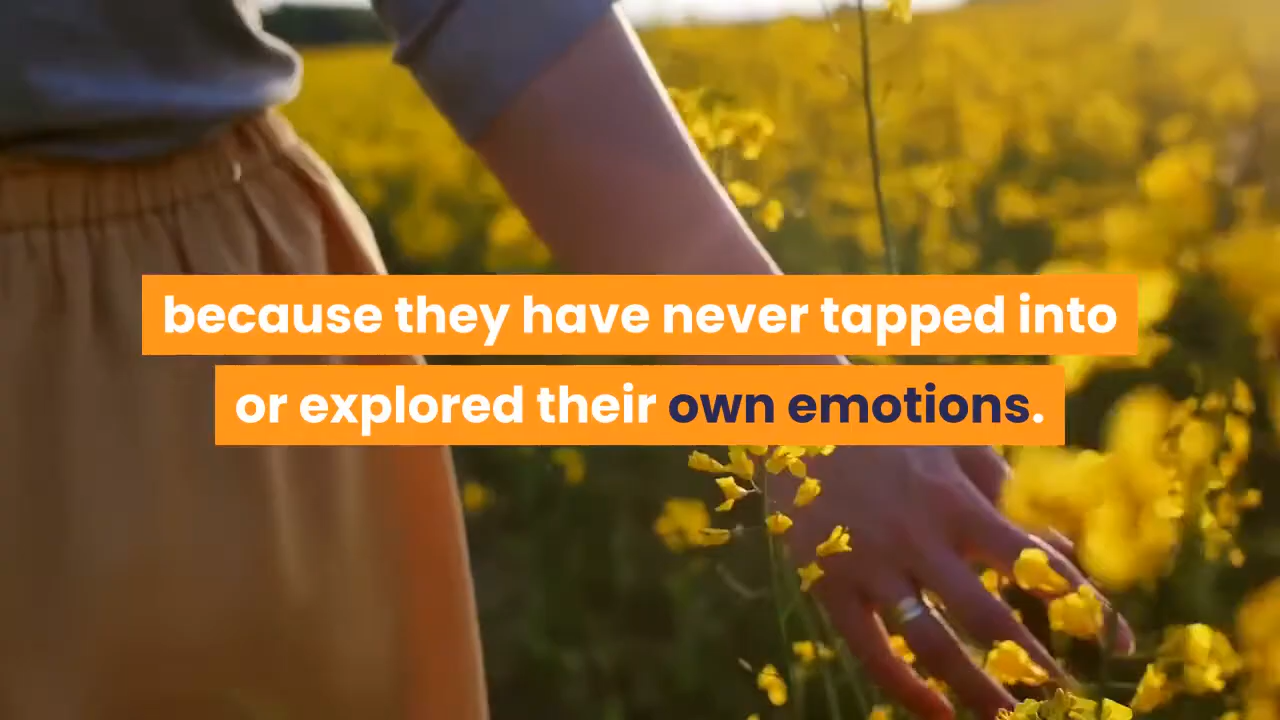 because they have never tapped into
or explored their own emotions.